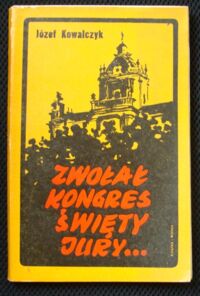 Józef Kowalczyk
ZWOŁAŁ
KONGRES
ŚWIĘTY
JURY...